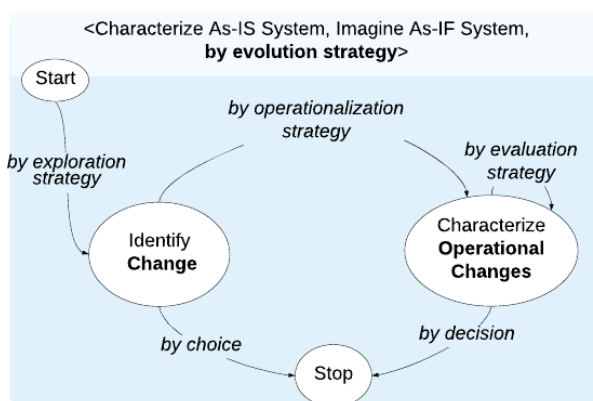 <Characterize As-IS System, Imagine As-IF System,
by evolution strategy>
Start
by operationalization
strategy
by exploration
strategy
by evaluation
strategy
Identify
Change
Characterize
Operational
Changes
by choice
by decision
Stop